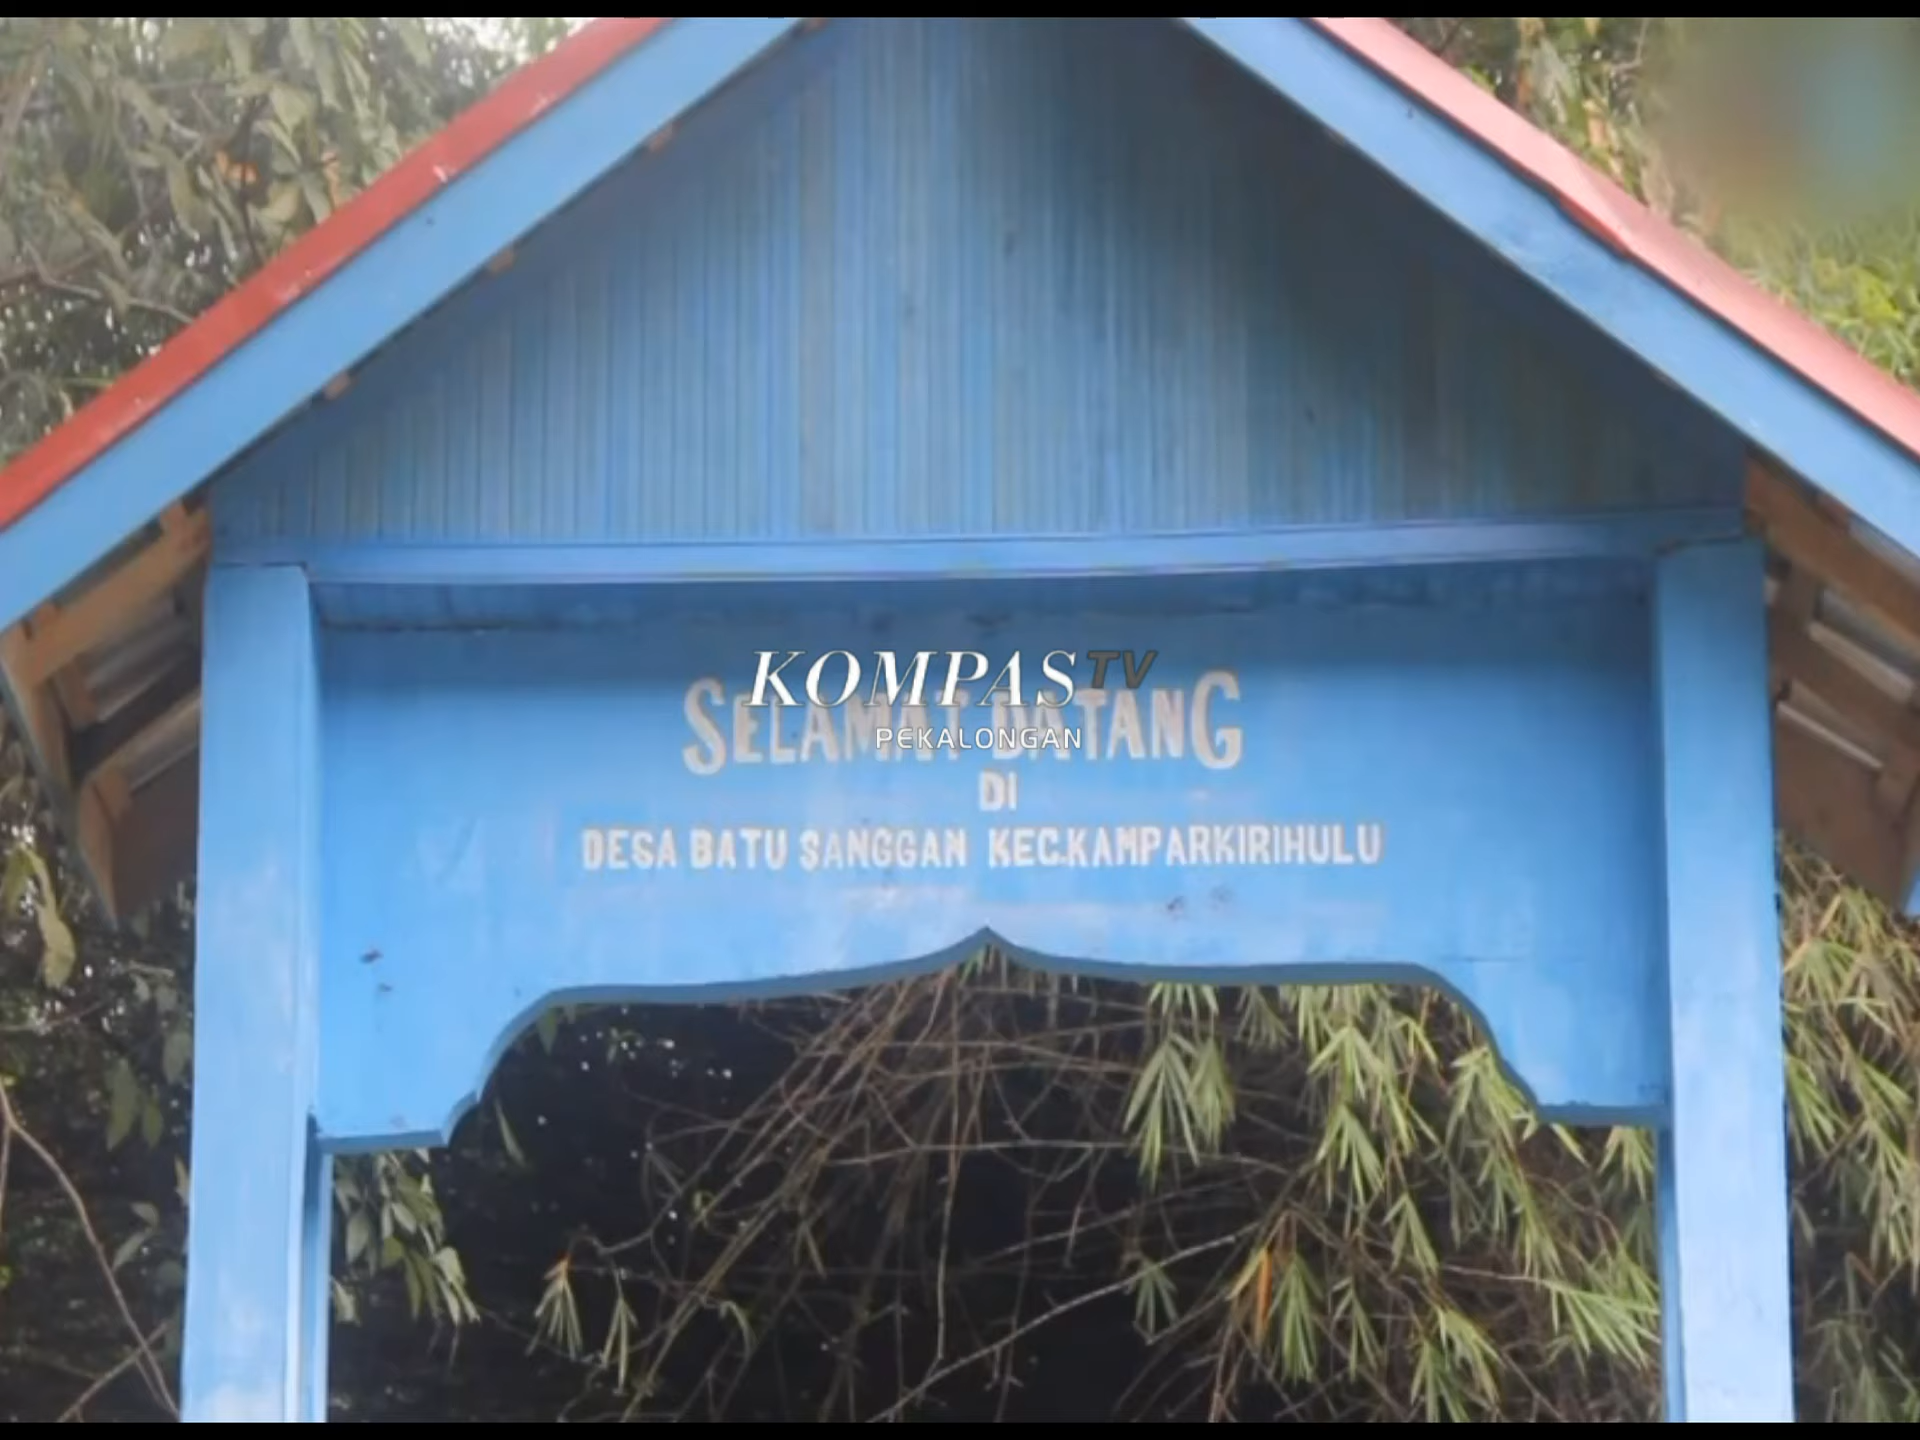 KOMPASTV
PEKALONGAN
SELAMAT DATANG
DI
DESA BATU SANGGAN KEC.KAMPARKIRIHULU